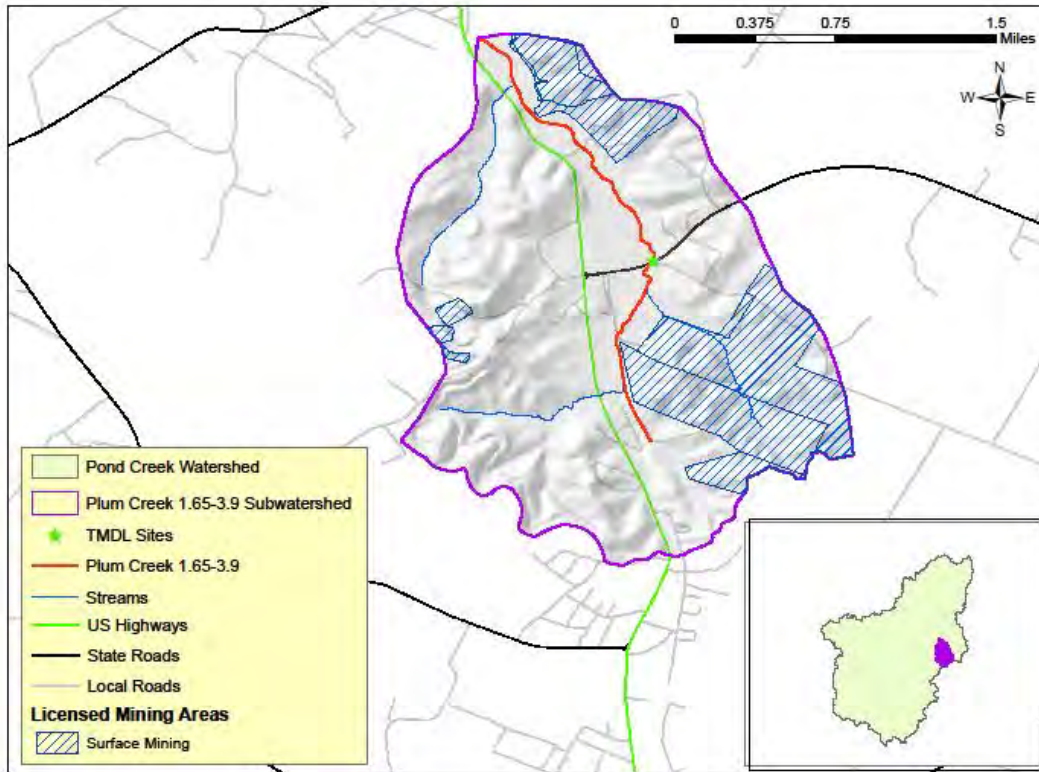 0 0.375 0.75 1.5
Miles
N
W E
S
Pond Creek Watershed
Plum Creek 1.65-3.9 Subwatershed
TMDL Sites
Plum Creek 1.65-3.9
Streams
US Highways
State Roads
Local Roads
Licensed Mining Areas
Surface Mining